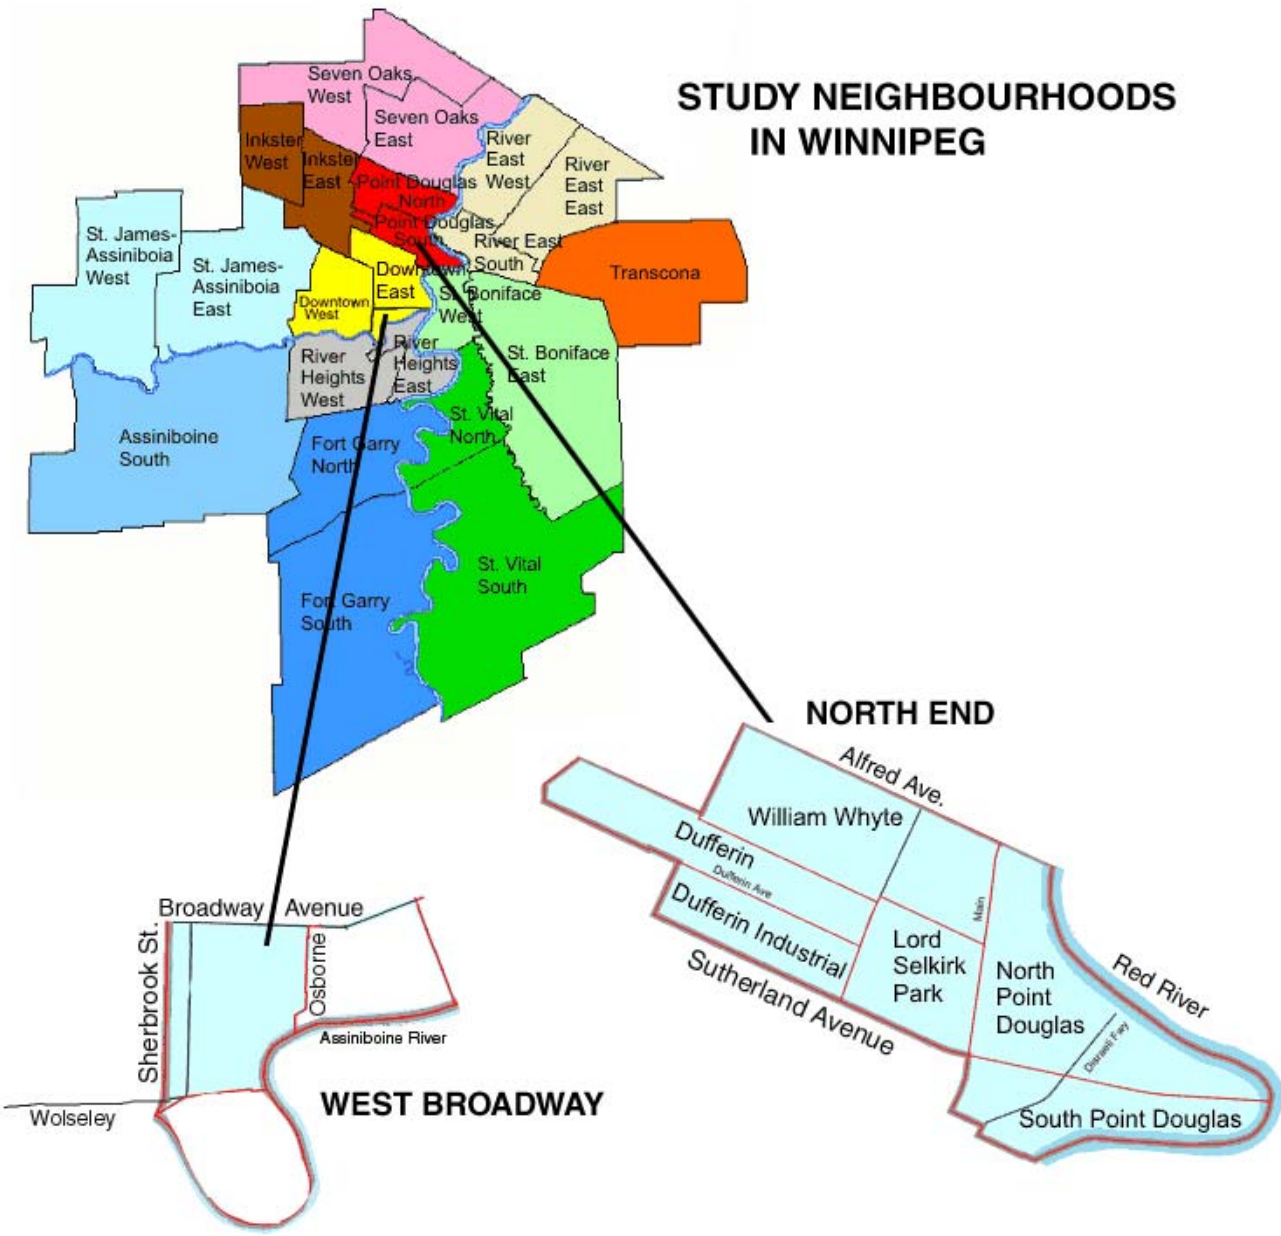 STUDY NEIGHBOURHOODS
IN WINNIPEG
Seven Oaks
West
Seven Oaks
East
Inkster
West
Inkster
East
Point Douglas
North
Point Douglas
South
River
East
West
River
East
East
River East
South
Transcona
St. James-
Assiniboia
West
St. James-
Assiniboia
East
Downtown
West
Downtown
East
St. Boniface
West
St. Boniface
East
River
Heights
West
River
Heights
East
Assiniboine
South
Fort Garry
North
St. Vital
North
St. Vital
South
Fort Garry
South
NORTH END
Alfred Ave.
William Whyte
Dufferin
Dufferin Ave
Dufferin Industrial
Main
Lord
Selkirk
Park
North
Point
Douglas
Red River
Sutherland Avenue
Disraeli Fwy
South Point Douglas
Broadway Avenue
Sherbrook St.
Osborne
Assiniboine River
WEST BROADWAY
Wolseley